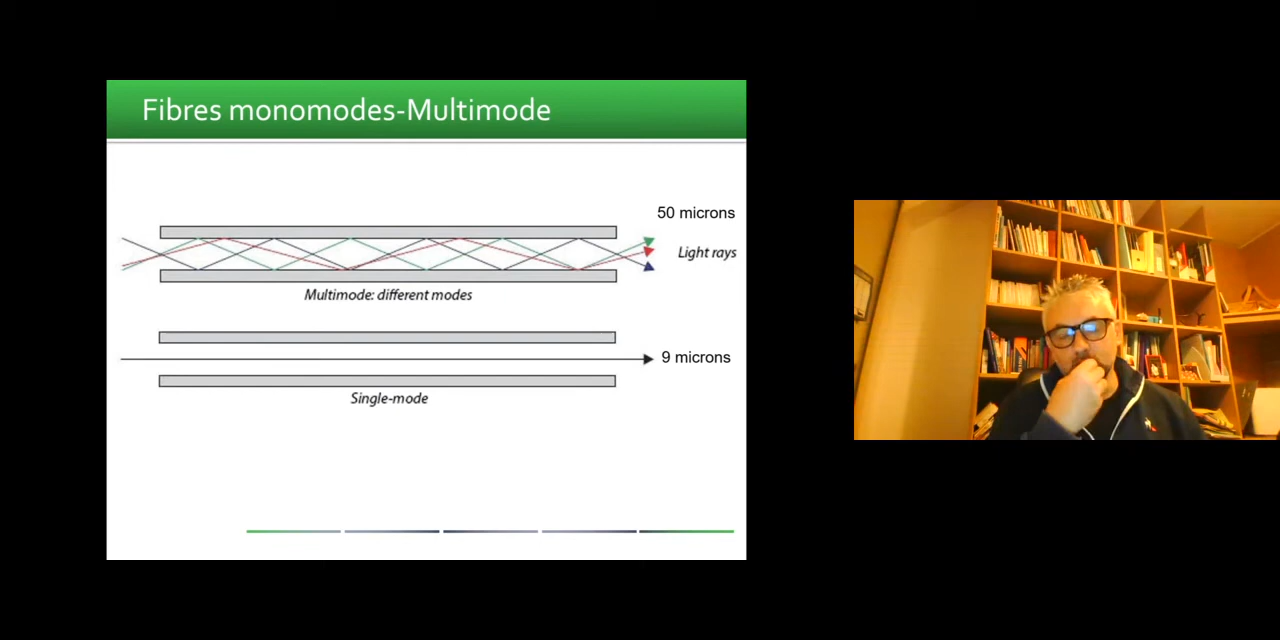 Fibres monomodes-Multimode
50 microns
Light rays
Multimode: different modes
9 microns
Single-mode